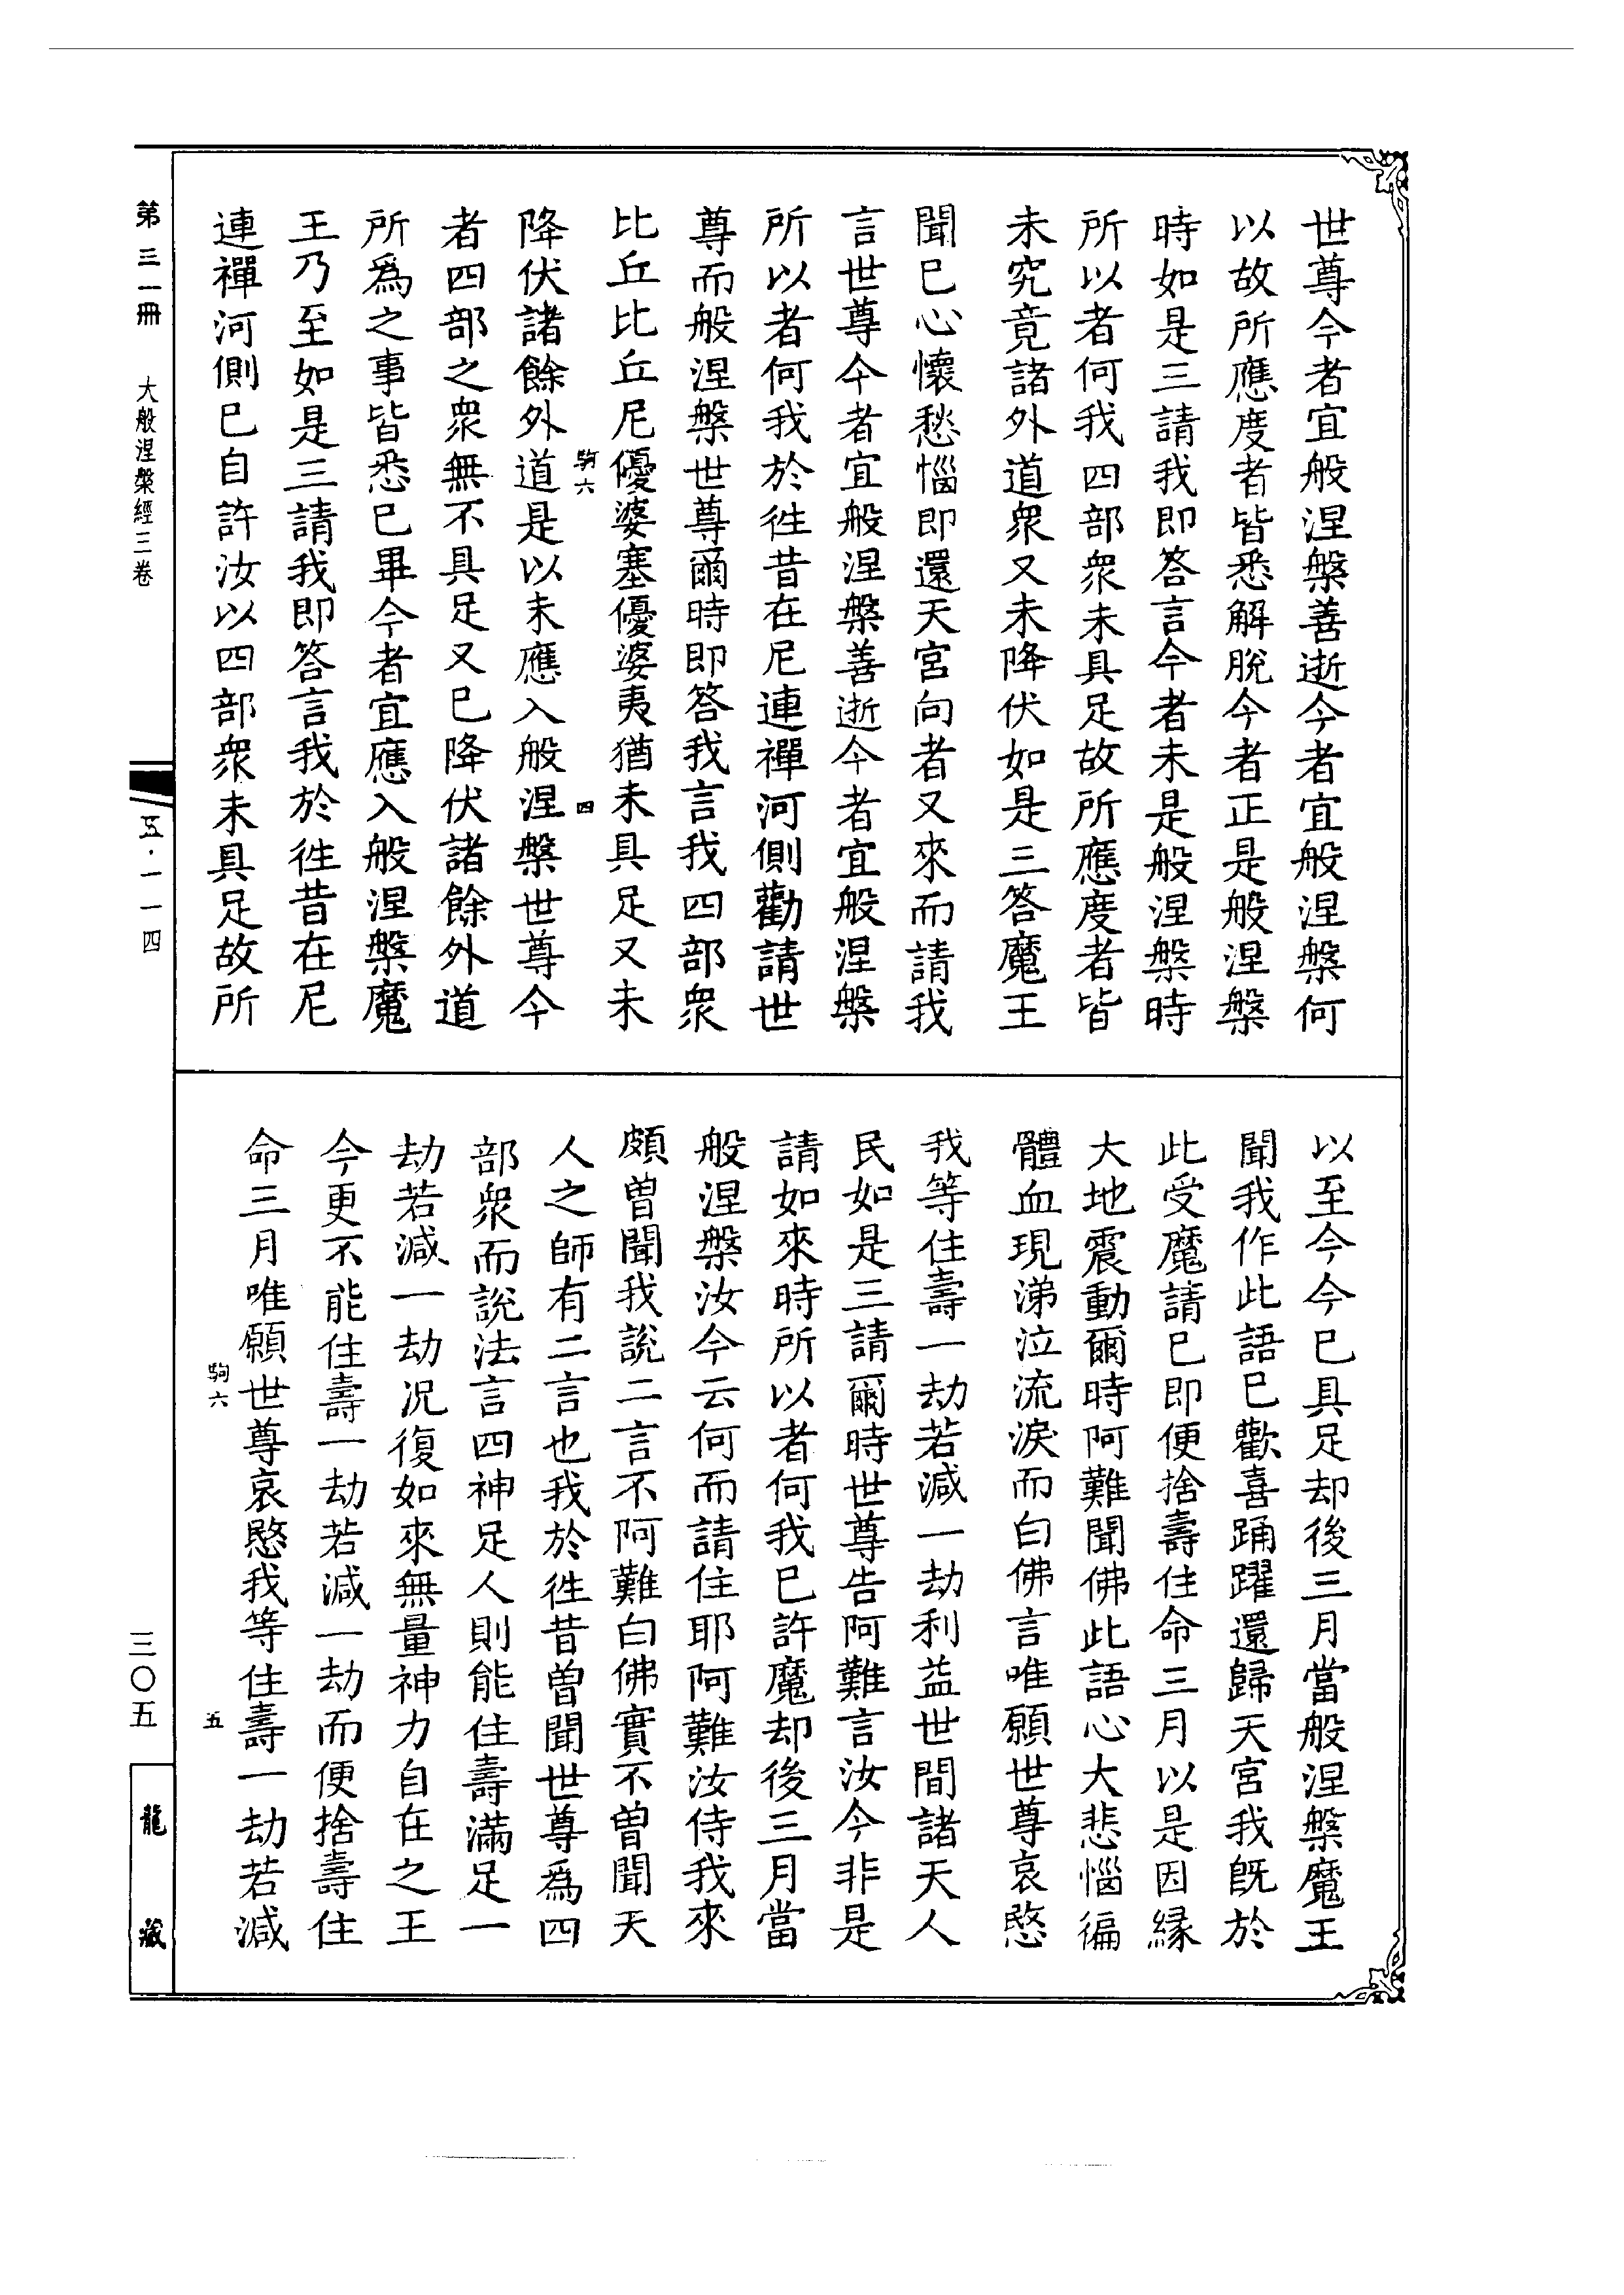 世尊今者宜般涅槃善逝今者宜般涅槃何
以故所應度者皆悉解脫今者正是般涅槃
時如是三請我即答言今者未是般涅槃時
所以者何我四部衆未具足故所應度者皆
未究竟諸外道衆又未降伏如是三答魔王
聞已心懷愁惱即還天宮向者又來而請我
言世尊今者宜般涅槃善逝今者宜般涅槃
所以者何我於徃昔在尼連禪河側勸請世
尊而般涅槃世尊爾時即答我言我四部衆
比丘比丘尼優婆塞優婆夷猶未具足又未
駒六
四
降伏諸餘外道是以未應入般涅槃世尊今
者四部之衆無不具足又已降伏諸餘外道
所爲之事皆悉已畢今者宜應入般涅槃魔
王乃至如是三請我即答言我於徃昔在尼
連禪河側已自許汝以四部衆未具足故所
以至今今已具足却後三月當般涅槃魔王
聞我作此語已歡喜踊躍還歸天宮我旣於
此受魔請已即便捨壽住命三月以是因縁
大地震動爾時阿難聞佛此語心大悲惱徧
體血現涕泣流淚而白佛言唯願世尊哀愍
我等住壽一劫若減一劫利益世間諸天人
民如是三請爾時世尊告阿難言汝今非是
請如來時所以者何我已許魔却後三月當
般涅槃汝今云何而請住耶阿難汝侍我來
頗曽聞我說二言不阿難白佛實不曽聞天
人之師有二言也我於徃昔曽聞世尊爲四
部衆而說法言四神足人則能住壽滿足一
劫若減一劫况復如來無量神力自在之王
今更不能住壽一劫若減一劫而便捨壽住
命三月唯願世尊哀愍我等住壽一劫若減
駒六
五
第三一冊 大般涅槃經三卷
五·一一四
三〇五
龍藏